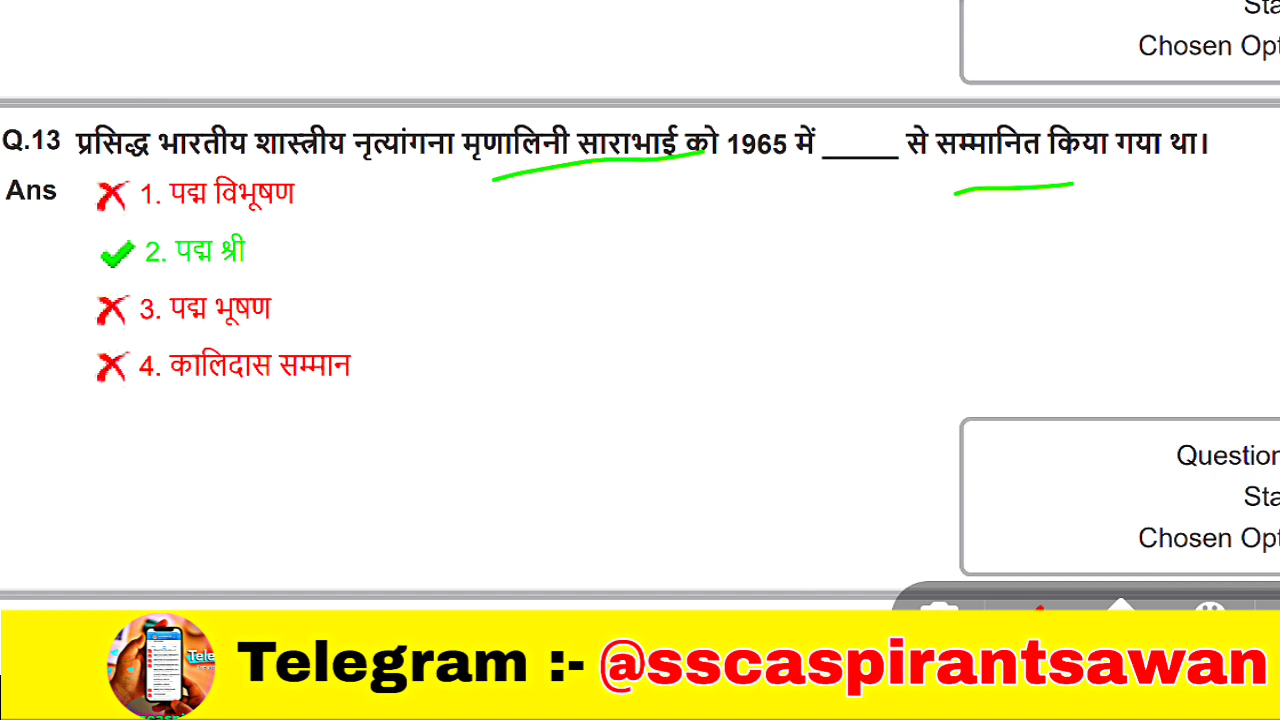 Sta
Chosen Opt
Q.13 प्रसिद्ध भारतीय शास्त्रीय नृत्यांगना मृणालिनी साराभाई को 1965 में _____ से सम्मानित किया गया था।
Ans 1. पद्म विभूषण
2. पद्म श्री
3. पद्म भूषण
4. कालिदास सम्मान
Question
Sta
Chosen Opt
Telegram :- @sscaspirantsawan